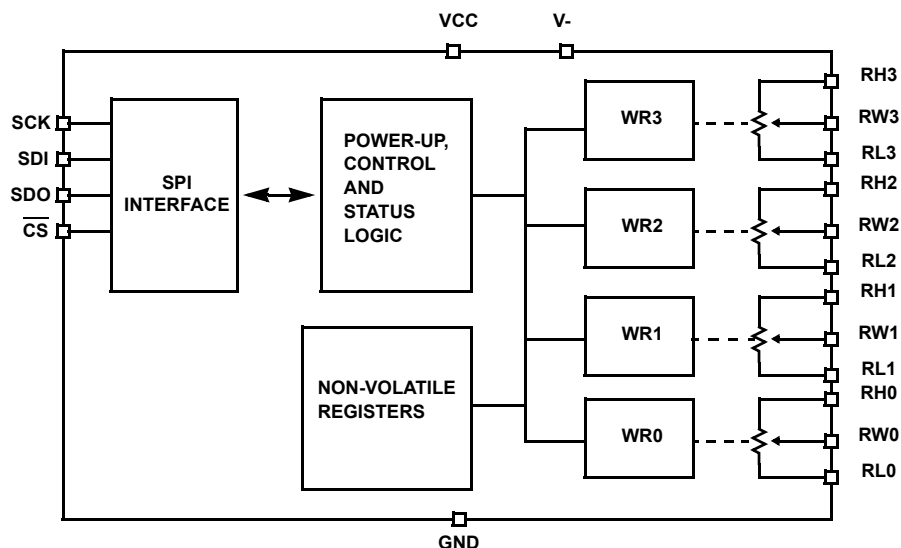 VCC
V-
SCK
SDI
SDO
CS
SPI
INTERFACE
POWER-UP,
CONTROL
AND
STATUS
LOGIC
NON-VOLATILE
REGISTERS
WR3
WR2
WR1
WR0
RH3
RW3
RL3
RH2
RW2
RL2
RH1
RW1
RL1
RH0
RW0
RL0
GND